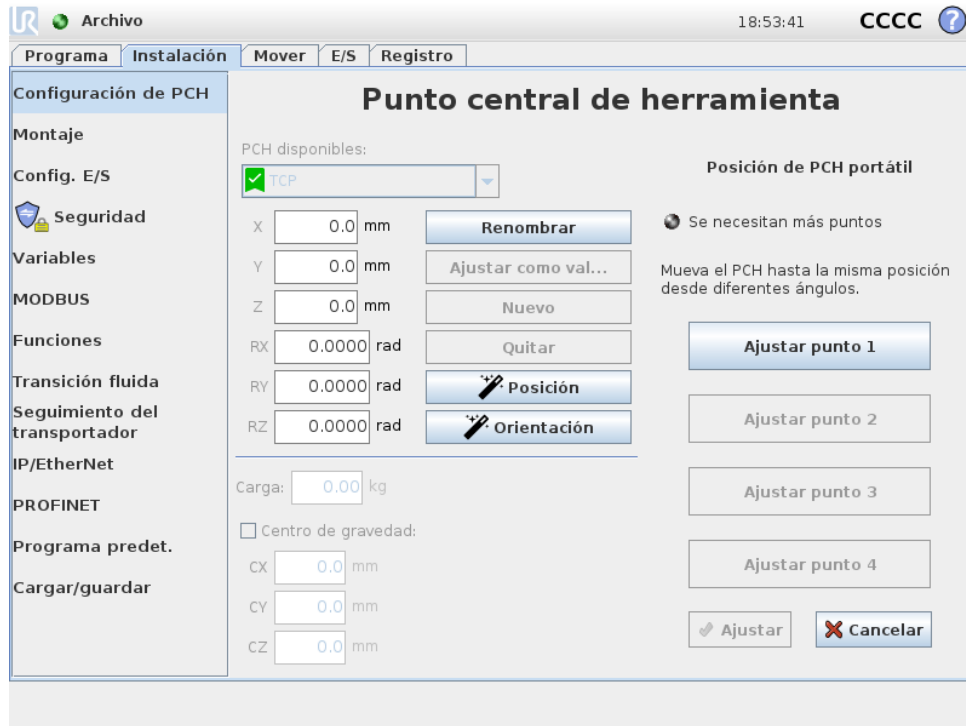 UR Archivo 18:53:41 CCCC ?
Programa Instalación Mover E/S Registro
Configuración de PCH
Montaje
Config. E/S
Seguridad
Variables
MODBUS
Funciones
Transición fluida
Seguimiento del
transportador
IP/EtherNet
PROFINET
Programa predet.
Cargar/guardar
Punto central de herramienta
PCH disponibles:
TCP
X 0.0 mm Renombrar
Y 0.0 mm Ajustar como val...
Z 0.0 mm Nuevo
RX 0.0000 rad Quitar
RY 0.0000 rad Posición
RZ 0.0000 rad Orientación
Carga: 0.00 kg
Centro de gravedad:
CX 0.0 mm
CY 0.0 mm
CZ 0.0 mm
Posición de PCH portátil
Se necesitan más puntos
Mueva el PCH hasta la misma posición
desde diferentes ángulos.
Ajustar punto 1
Ajustar punto 2
Ajustar punto 3
Ajustar punto 4
Ajustar Cancelar